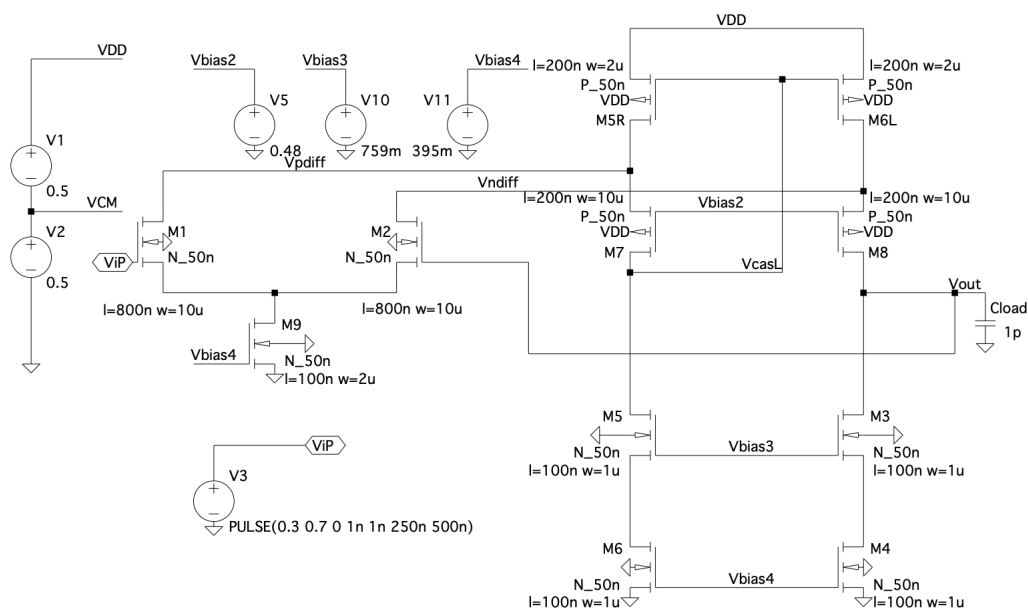 VDD
VDD
Vbias2
Vbias3
Vbias4
l=200n w=2u
l=200n w=2u
P_50n
P_50n
V5
V10
V11
VDD
VDD
M5R
M6L
V1
0.48
759m
395m
Vpdiff
0.5
Vndiff
VCM
l=200n w=10u
l=200n w=10u
V2
M1
M2
P_50n
Vbias2
P_50n
VDD
VDD
ViP
N_50n
N_50n
M7
M8
VcasL
0.5
Vout
l=800n w=10u
l=800n w=10u
Cload
M9
1p
Vbias4
N_50n
l=100n w=2u
M5
M3
ViP
N_50n
Vbias3
N_50n
l=100n w=1u
l=100n w=1u
V3
PULSE(0.3 0.7 0 1n 1n 250n 500n)
M6
M4
N_50n
Vbias4
N_50n
l=100n w=1u
l=100n w=1u